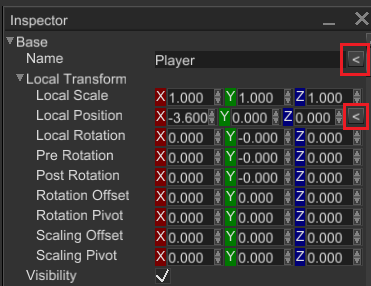 Inspector
Base
Name Player <
Local Transform
Local Scale X 1.000 Y 1.000 Z 1.000
Local Position X -3.600 Y 0.000 Z 0.000 <
Local Rotation X 0.000 Y -0.000 Z 0.000
Pre Rotation X 0.000 Y -0.000 Z 0.000
Post Rotation X 0.000 Y -0.000 Z 0.000
Rotation Offset X 0.000 Y 0.000 Z 0.000
Rotation Pivot X 0.000 Y 0.000 Z 0.000
Scaling Offset X 0.000 Y 0.000 Z 0.000
Scaling Pivot X 0.000 Y 0.000 Z 0.000
Visibility